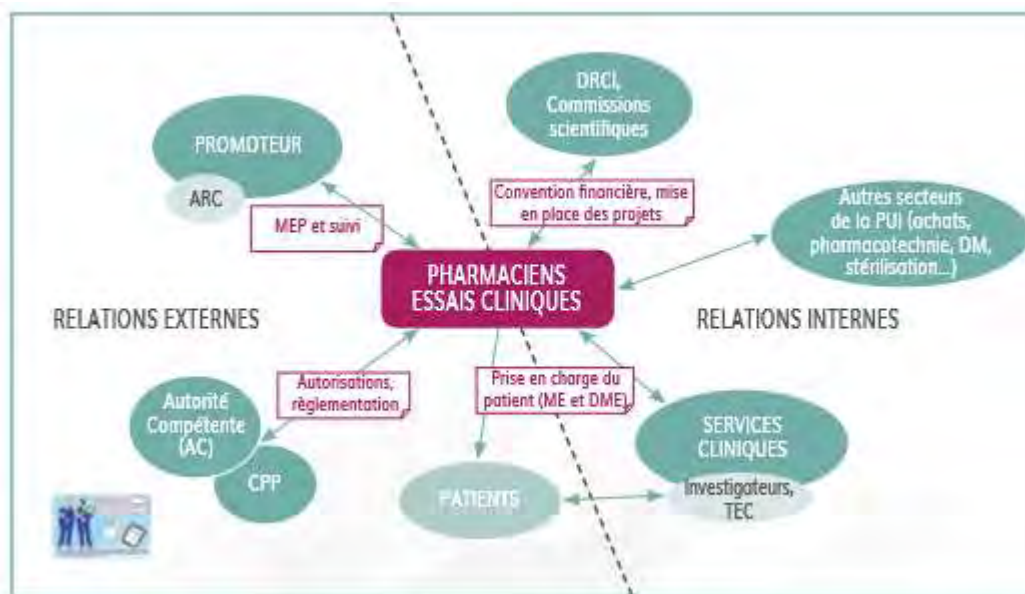 DRCI,
Commissions
scientifiques
PROMOTEUR
ARC
Convention financière, mise
en place des projets
MEP et suivi
Autres secteurs
de la PUI (achats,
pharmacotechnie, DM,
stérilisation...)
PHARMACIENS
ESSAIS CLINIQUES
RELATIONS EXTERNES
RELATIONS INTERNES
Autorisations,
règlementation
Prise en charge du
patient (ME et DME)
Autorité
Compétente
(AC)
CPP
SERVICES
CLINIQUES
Investigateurs,
TEC
PATIENTS